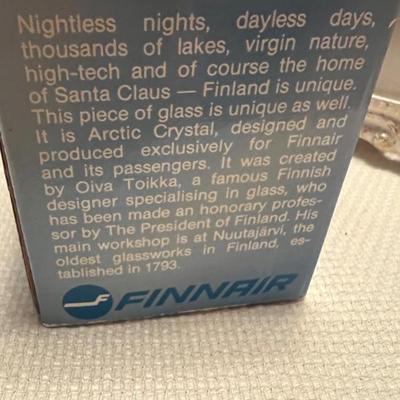 Nightless nights, dayless days,
thousands of lakes, virgin nature,
high-tech and of course the home
of Santa Claus — Finland is unique.
This piece of glass is unique as well.
It is Arctic Crystal, designed and
produced exclusively for Finnair
and its passengers. It was created
by Oiva Toikka, a famous Finnish
designer specialising in glass, who
has been made an honorary profes-
sor by The President of Finland. His
main workshop is at Nuutajärvi, the
oldest glassworks in Finland, es-
tablished in 1793.
FINNAIR